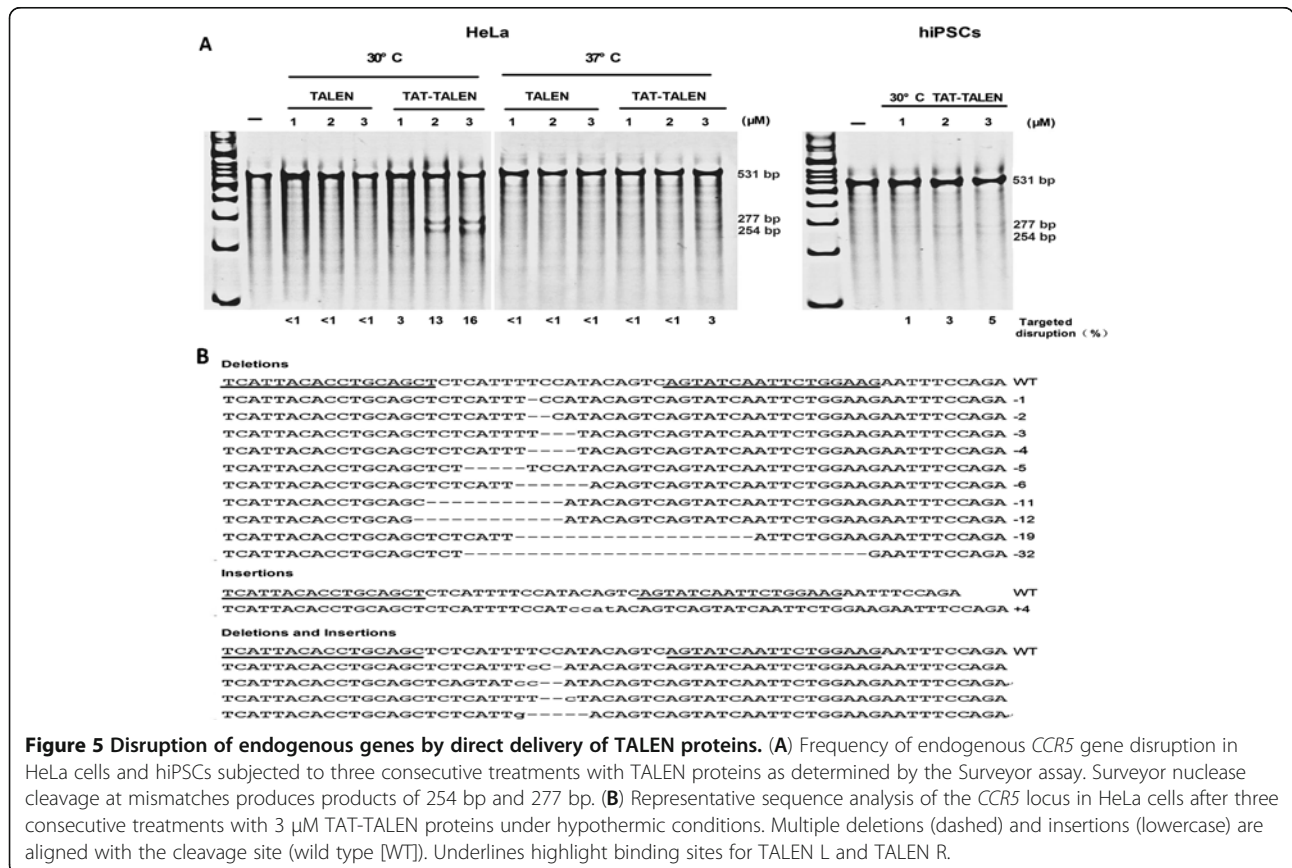 A
HeLa
hiPSCs
30° C
37° C
TALEN
TAT-TALEN
TALEN
TAT-TALEN
30° C TAT-TALEN
— 1 2 3 1 2 3 1 2 3 1 2 3 (μM)
— 1 2 3 (μM)
531 bp
277 bp
254 bp
531 bp
277 bp
254 bp
<1 <1 <1 3 13 16 <1 <1 <1 <1 <1 3
1 3 5 Targeted
disruption (%)
B
Deletions
TCATTACACCTGCAGCTCTCATTTTCCATACAGTCAGTATCAATTCTGGAAGAATTTCCAGA WT
TCATTACACCTGCAGCTCTCATTT-CCATACAGTCAGTATCAATTCTGGAAGAATTTCCAGA -1
TCATTACACCTGCAGCTCTCATTT--CATACAGTCAGTATCAATTCTGGAAGAATTTCCAGA -2
TCATTACACCTGCAGCTCTCATTTT---TACAGTCAGTATCAATTCTGGAAGAATTTCCAGA -3
TCATTACACCTGCAGCTCTCATTT----TACAGTCAGTATCAATTCTGGAAGAATTTCCAGA -4
TCATTACACCTGCAGCTCT-----TCCATACAGTCAGTATCAATTCTGGAAGAATTTCCAGA -5
TCATTACACCTGCAGCTCTCATT------ACAGTCAGTATCAATTCTGGAAGAATTTCCAGA -6
TCATTACACCTGCAGC-----------ATACAGTCAGTATCAATTCTGGAAGAATTTCCAGA -11
TCATTACACCTGCAG------------ATACAGTCAGTATCAATTCTGGAAGAATTTCCAGA -12
TCATTACACCTGCAGCTCTCATT-------------------ATTCTGGAAGAATTTCCAGA -19
TCATTACACCTGCAGCTCT--------------------------------GAATTTCCAGA -32
Insertions
TCATTACACCTGCAGCTCTCATTTTCCATACAGTCAGTATCAATTCTGGAAGAATTTCCAGA WT
TCATTACACCTGCAGCTCTCATTTTCCATccatACAGTCAGTATCAATTCTGGAAGAATTTCCAGA +4
Deletions and Insertions
TCATTACACCTGCAGCTCTCATTTTCCATACAGTCAGTATCAATTCTGGAAGAATTTCCAGA WT
TCATTACACCTGCAGCTCTCATTTcC-ATACAGTCAGTATCAATTCTGGAAGAATTTCCAGA
TCATTACACCTGCAGCTCAGTATcc--ATACAGTCAGTATCAATTCTGGAAGAATTTCCAGA
TCATTACACCTGCAGCTCTCATTTT--cTACAGTCAGTATCAATTCTGGAAGAATTTCCAGA
TCATTACACCTGCAGCTCTCATTg-----ACAGTCAGTATCAATTCTGGAAGAATTTCCAGA
Figure 5 Disruption of endogenous genes by direct delivery of TALEN proteins. (A) Frequency of endogenous CCR5 gene disruption in
HeLa cells and hiPSCs subjected to three consecutive treatments with TALEN proteins as determined by the Surveyor assay. Surveyor nuclease
cleavage at mismatches produces products of 254 bp and 277 bp. (B) Representative sequence analysis of the CCR5 locus in HeLa cells after three
consecutive treatments with 3 μM TAT-TALEN proteins under hypothermic conditions. Multiple deletions (dashed) and insertions (lowercase) are
aligned with the cleavage site (wild type [WT]). Underlines highlight binding sites for TALEN L and TALEN R.